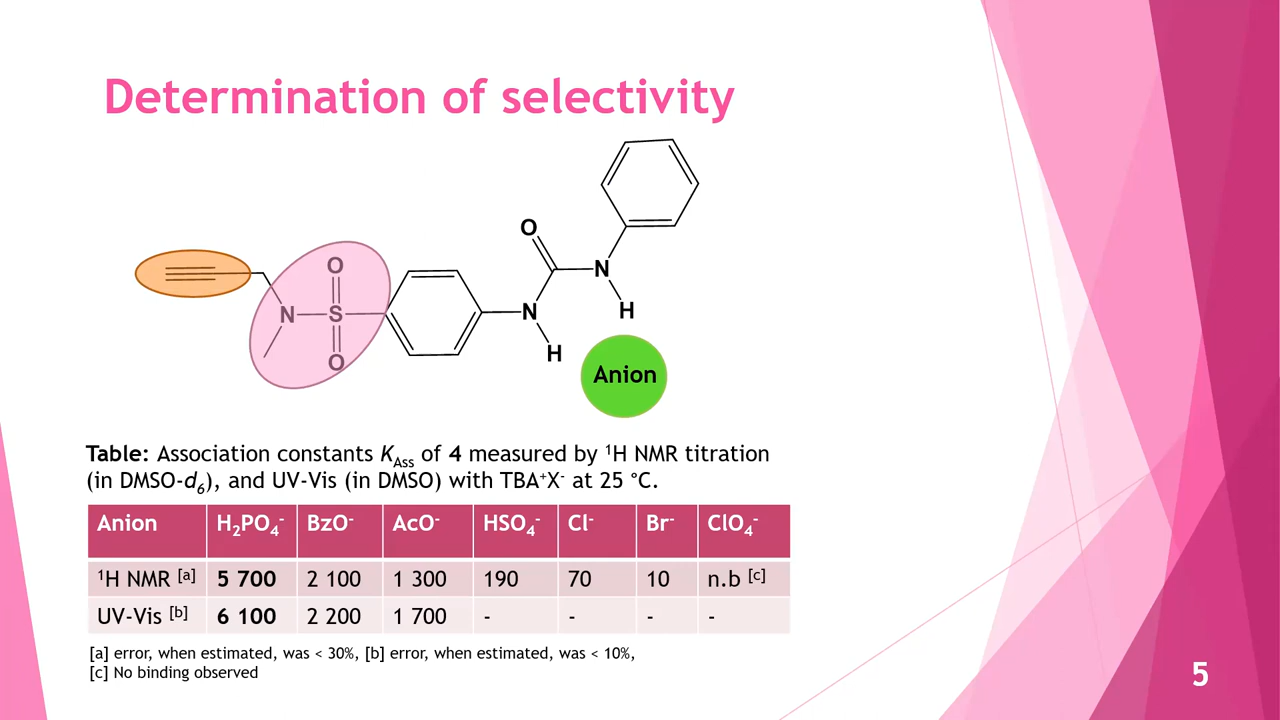 Determination of selectivity
O
O
N
N
S
N
H
O
H
Anion
Table: Association constants K_Ass of 4 measured by ¹H NMR titration
(in DMSO-d₆), and UV-Vis (in DMSO) with TBA⁺X⁻ at 25 °C.
Anion H₂PO₄⁻ BzO⁻ AcO⁻ HSO₄⁻ Cl⁻ Br⁻ ClO₄⁻
¹H NMR [a] 5 700 2 100 1 300 190 70 10 n.b [c]
UV-Vis [b] 6 100 2 200 1 700 - - - -
[a] error, when estimated, was < 30%, [b] error, when estimated, was < 10%,
[c] No binding observed
5